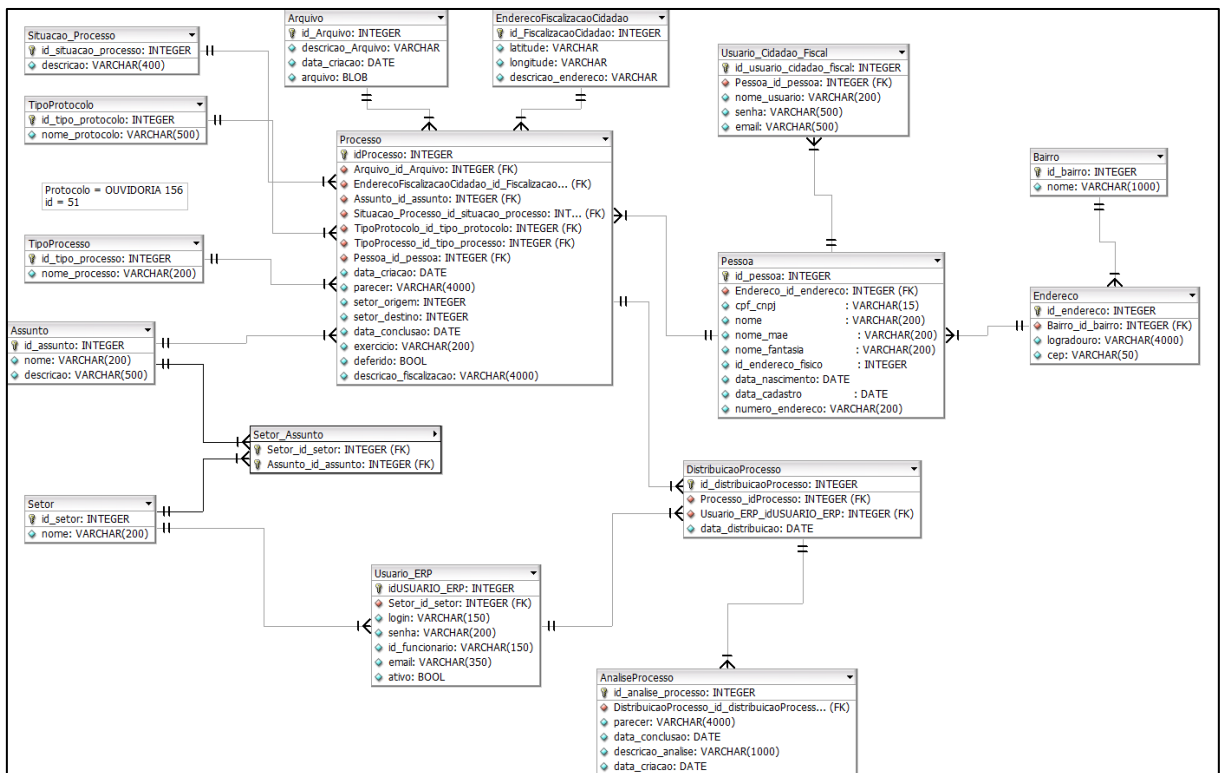 Situacao_Processo
id_situacao_processo: INTEGER
descricao: VARCHAR(400)
Arquivo
id_Arquivo: INTEGER
descricao_Arquivo: VARCHAR
data_criacao: DATE
arquivo: BLOB
EnderecoFiscalizacaoCidadao
id_FiscalizacaoCidadao: INTEGER
latitude: VARCHAR
longitude: VARCHAR
descricao_endereco: VARCHAR
Usuario_Cidadao_Fiscal
id_usuario_cidadao_fiscal: INTEGER
Pessoa_id_pessoa: INTEGER (FK)
nome_usuario: VARCHAR(200)
senha: VARCHAR(500)
email: VARCHAR(500)
TipoProtocolo
id_tipo_protocolo: INTEGER
nome_protocolo: VARCHAR(500)
Protocolo = OUVIDORIA 156
id = 51
TipoProcesso
id_tipo_processo: INTEGER
nome_processo: VARCHAR(200)
Processo
idProcesso: INTEGER
Arquivo_id_Arquivo: INTEGER (FK)
EnderecoFiscalizacaoCidadao_id_Fiscalizacao... (FK)
Assunto_id_assunto: INTEGER (FK)
Situacao_Processo_id_situacao_processo: INT... (FK)
TipoProtocolo_id_tipo_protocolo: INTEGER (FK)
TipoProcesso_id_tipo_processo: INTEGER (FK)
Pessoa_id_pessoa: INTEGER (FK)
data_criacao: DATE
parecer: VARCHAR(4000)
setor_origem: INTEGER
setor_destino: INTEGER
data_conclusao: DATE
exercicio: VARCHAR(200)
deferido: BOOL
descricao_fiscalizacao: VARCHAR(4000)
Bairro
id_bairro: INTEGER
nome: VARCHAR(1000)
Pessoa
id_pessoa: INTEGER
Endereco_id_endereco: INTEGER (FK)
cpf_cnpj : VARCHAR(15)
nome : VARCHAR(200)
nome_mae : VARCHAR(200)
nome_fantasia : VARCHAR(200)
id_endereco_fisico : INTEGER
data_nascimento: DATE
data_cadastro : DATE
numero_endereco: VARCHAR(200)
Endereco
id_endereco: INTEGER
Bairro_id_bairro: INTEGER (FK)
logradouro: VARCHAR(4000)
cep: VARCHAR(50)
Assunto
id_assunto: INTEGER
nome: VARCHAR(200)
descricao: VARCHAR(500)
Setor_Assunto
Setor_id_setor: INTEGER (FK)
Assunto_id_assunto: INTEGER (FK)
Setor
id_setor: INTEGER
nome: VARCHAR(200)
DistribuicaoProcesso
id_distribuicaoProcesso: INTEGER
Processo_idProcesso: INTEGER (FK)
Usuario_ERP_idUSUARIO_ERP: INTEGER (FK)
data_distribuicao: DATE
Usuario_ERP
idUSUARIO_ERP: INTEGER
Setor_id_setor: INTEGER (FK)
login: VARCHAR(150)
senha: VARCHAR(200)
id_funcionario: VARCHAR(150)
email: VARCHAR(350)
ativo: BOOL
AnaliseProcesso
id_analise_processo: INTEGER
DistribuicaoProcesso_id_distribuicaoProcess... (FK)
parecer: VARCHAR(4000)
data_conclusao: DATE
descricao_analise: VARCHAR(1000)
data_criacao: DATE